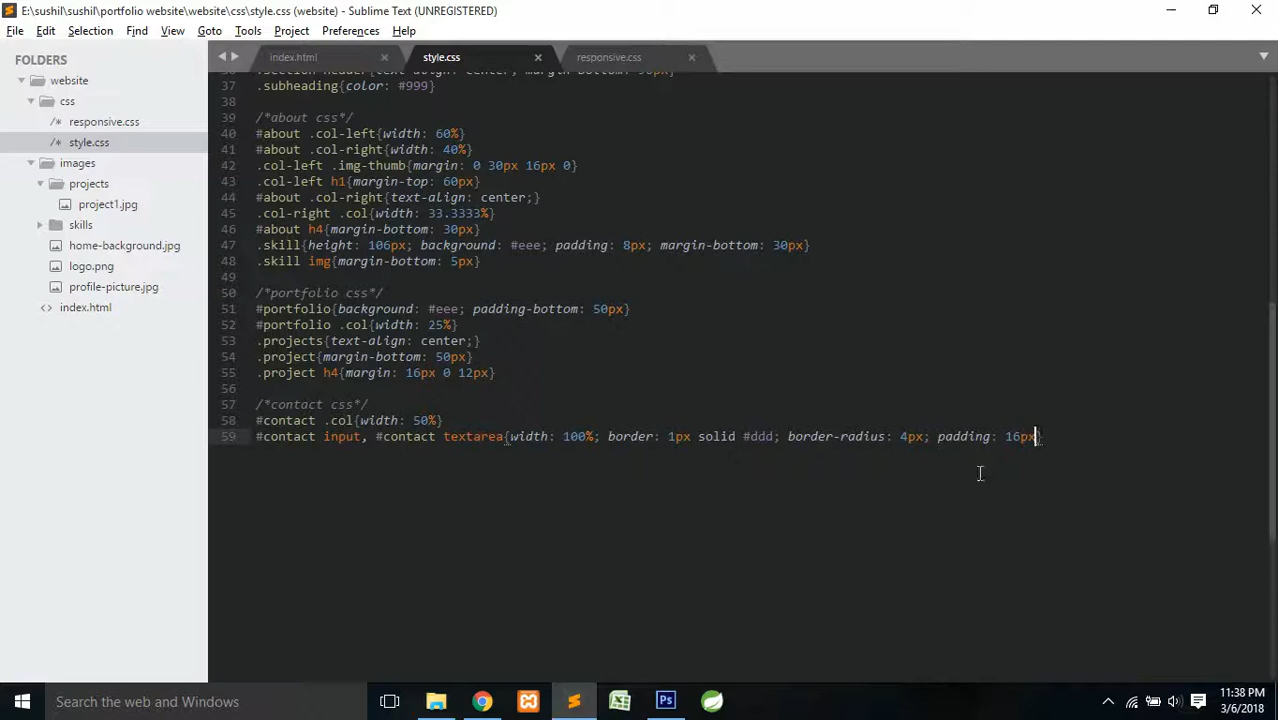 E:\sushil\sushil\portfolio website\website\css\style.css (website) - Sublime Text (UNREGISTERED)
File Edit Selection Find View Goto Tools Project Preferences Help
FOLDERS
website
css
/* responsive.css
/* style.css
images
projects
project1.jpg
skills
home-background.jpg
logo.png
profile-picture.jpg
<> index.html
index.html style.css responsive.css
36 .section-header{text-align: center; margin-bottom: 50px}
37 .subheading{color: #999}
38
39 /*about css*/
40 #about .col-left{width: 60%}
41 #about .col-right{width: 40%}
42 .col-left .img-thumb{margin: 0 30px 16px 0}
43 .col-left h1{margin-top: 60px}
44 #about .col-right{text-align: center;}
45 .col-right .col{width: 33.3333%}
46 #about h4{margin-bottom: 30px}
47 .skill{height: 106px; background: #eee; padding: 8px; margin-bottom: 30px}
48 .skill img{margin-bottom: 5px}
49
50 /*portfolio css*/
51 #portfolio{background: #eee; padding-bottom: 50px}
52 #portfolio .col{width: 25%}
53 .projects{text-align: center;}
54 .project{margin-bottom: 50px}
55 .project h4{margin: 16px 0 12px}
56
57 /*contact css*/
58 #contact .col{width: 50%}
59 #contact input, #contact textarea{width: 100%; border: 1px solid #ddd; border-radius: 4px; padding: 16px}
Search the web and Windows
11:38 PM
3/6/2018